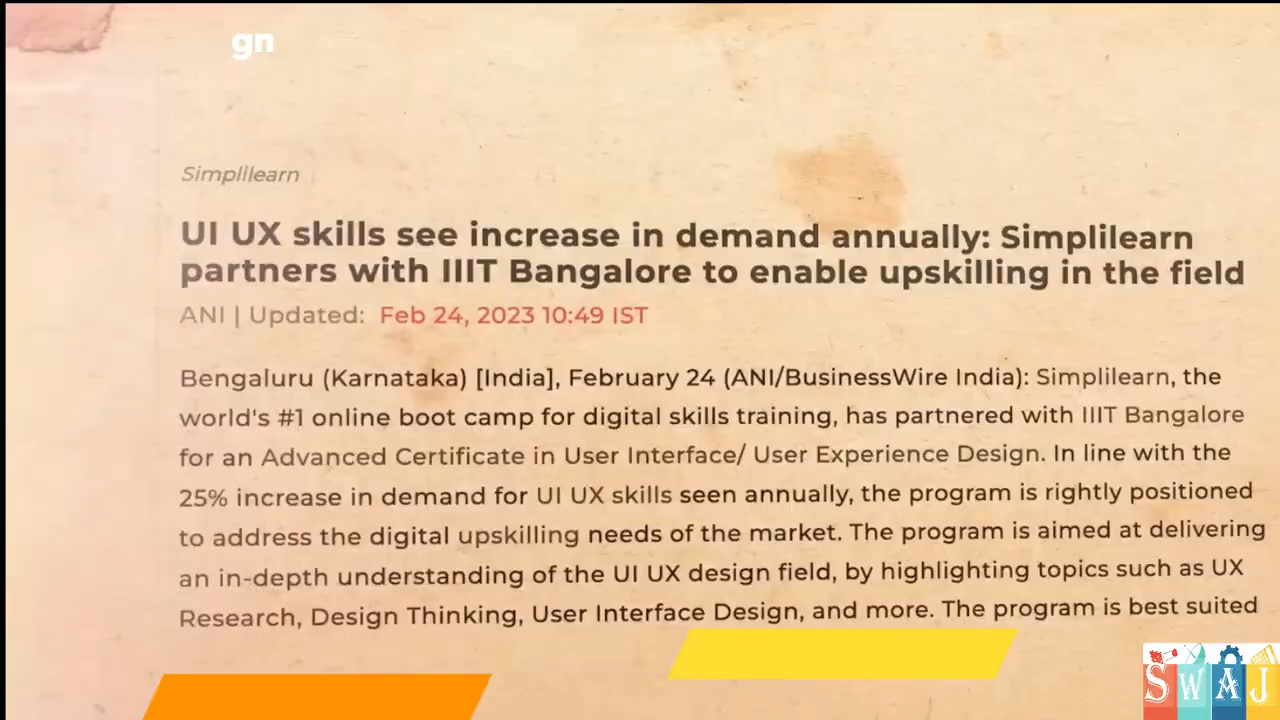 gn
Simplilearn
UI UX skills see increase in demand annually: Simplilearn
partners with IIIT Bangalore to enable upskilling in the field
ANI | Updated: Feb 24, 2023 10:49 IST
Bengaluru (Karnataka) [India], February 24 (ANI/BusinessWire India): Simplilearn, the
world's #1 online boot camp for digital skills training, has partnered with IIIT Bangalore
for an Advanced Certificate in User Interface/ User Experience Design. In line with the
25% increase in demand for UI UX skills seen annually, the program is rightly positioned
to address the digital upskilling needs of the market. The program is aimed at delivering
an in-depth understanding of the UI UX design field, by highlighting topics such as UX
Research, Design Thinking, User Interface Design, and more. The program is best suited
SWAJ